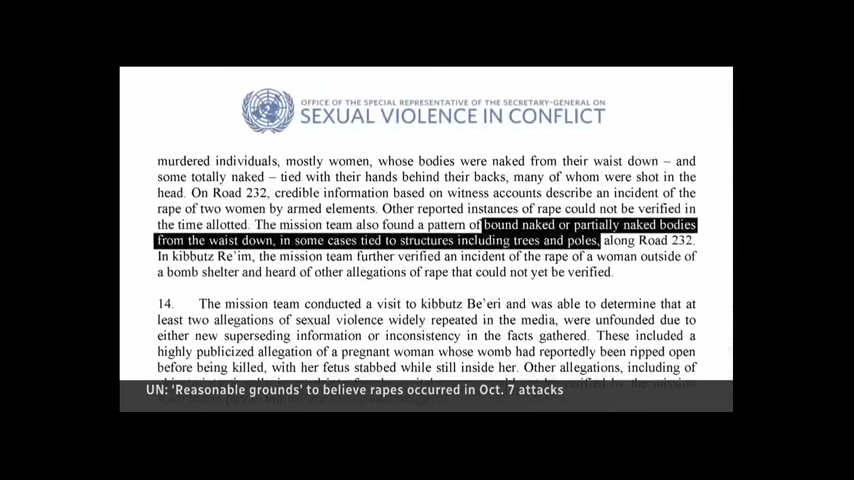 OFFICE OF THE SPECIAL REPRESENTATIVE OF THE SECRETARY-GENERAL ON
SEXUAL VIOLENCE IN CONFLICT
murdered individuals, mostly women, whose bodies were naked from their waist down – and
some totally naked – tied with their hands behind their backs, many of whom were shot in the
head. On Road 232, credible information based on witness accounts describe an incident of the
rape of two women by armed elements. Other reported instances of rape could not be verified in
the time allotted. The mission team also found a pattern of bound naked or partially naked bodies
from the waist down, in some cases tied to structures including trees and poles, along Road 232.
In kibbutz Re’im, the mission team further verified an incident of the rape of a woman outside of
a bomb shelter and heard of other allegations of rape that could not yet be verified.
14. The mission team conducted a visit to kibbutz Be’eri and was able to determine that at
least two allegations of sexual violence widely repeated in the media, were unfounded due to
either new superseding information or inconsistency in the facts gathered. These included a
highly publicized allegation of a pregnant woman whose womb had reportedly been ripped open
before being killed, with her fetus stabbed while still inside her. Other allegations, including of
UN: 'Reasonable grounds' to believe rapes occurred in Oct. 7 attacks